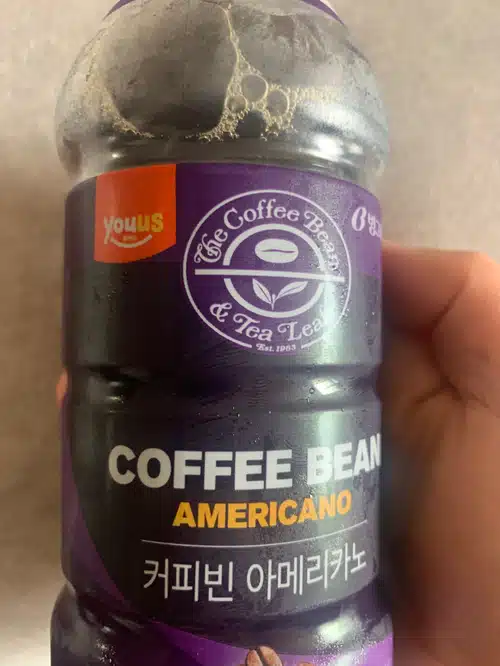 youus
The Coffee Bean
& Tea Leaf
Est. 1963
COFFEE BEAN
AMERICANO
커피빈 아메리카노